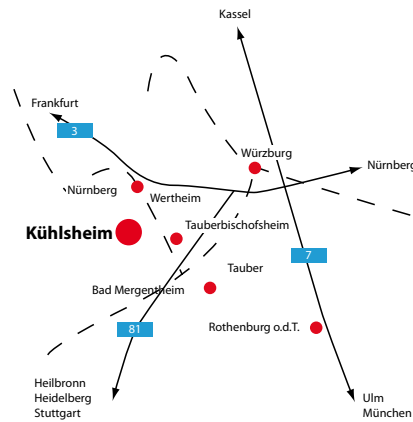 Kassel
Frankfurt
3
Würzburg
Nürnberg
Nürnberg
Wertheim
Kühlsheim
Tauberbischofsheim
7
Tauber
Bad Mergentheim
81
Rothenburg o.d.T.
Heilbronn
Heidelberg
Stuttgart
Ulm
München